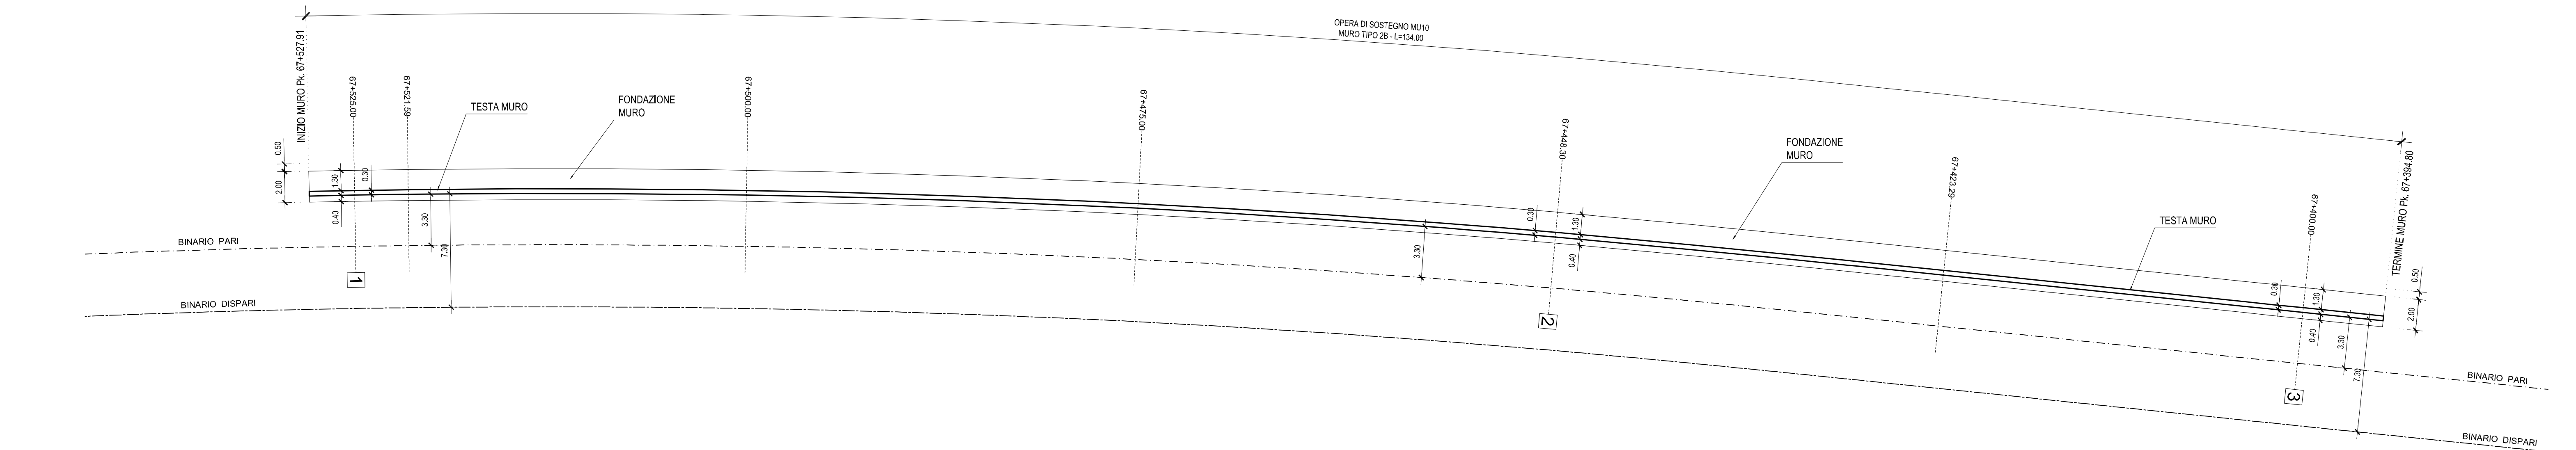 OPERA DI SOSTEGNO MU10
MURO TIPO 2B - L=134.00
INIZIO MURO Pk. 67+527.91
67+525.00
67+521.59
TESTA MURO
FONDAZIONE
MURO
67+500.00
67+475.00
67+448.30
FONDAZIONE
MURO
67+423.29
67+400.00
TESTA MURO
TERMINE MURO Pk. 67+394.80
0.50
2.00
1.30
0.30
0.40
3.30
7.30
3.30
0.30
1.30
0.40
0.30
1.30
0.40
3.30
7.30
0.50
2.00
BINARIO PARI
BINARIO DISPARI
1
2
3
BINARIO PARI
BINARIO DISPARI